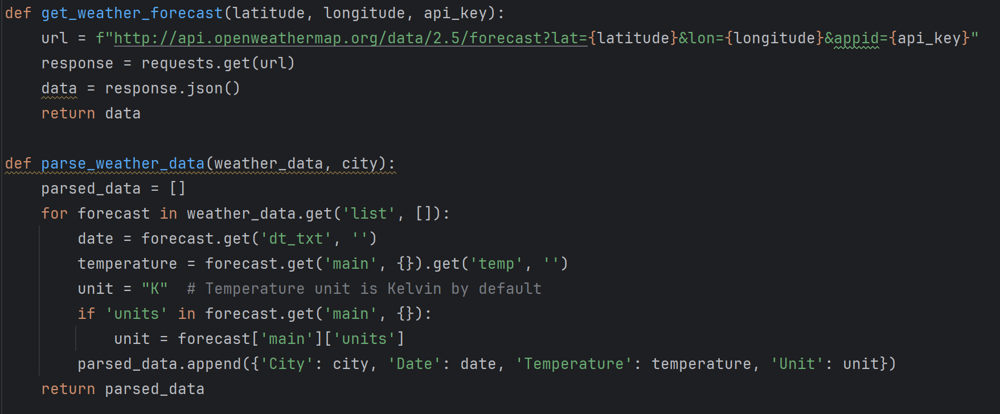 def get_weather_forecast(latitude, longitude, api_key):
    url = f"http://api.openweathermap.org/data/2.5/forecast?lat={latitude}&lon={longitude}&appid={api_key}"
    response = requests.get(url)
    data = response.json()
    return data

def parse_weather_data(weather_data, city):
    parsed_data = []
    for forecast in weather_data.get('list', []):
        date = forecast.get('dt_txt', '')
        temperature = forecast.get('main', {}).get('temp', '')
        unit = "K"  # Temperature unit is Kelvin by default
        if 'units' in forecast.get('main', {}):
            unit = forecast['main']['units']
        parsed_data.append({'City': city, 'Date': date, 'Temperature': temperature, 'Unit': unit})
    return parsed_data